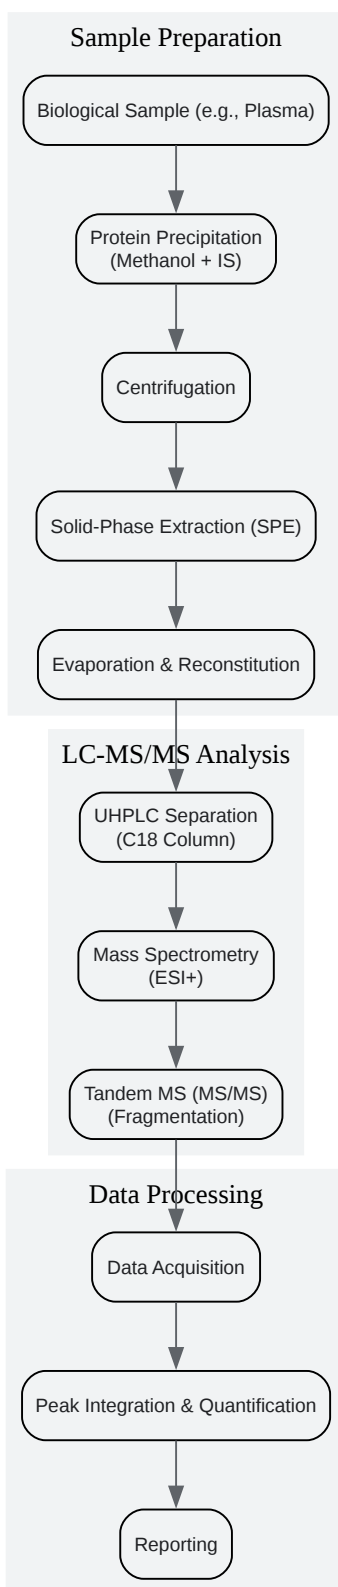 Sample Preparation
Biological Sample (e.g., Plasma)
Protein Precipitation
(Methanol + IS)
Centrifugation
Solid-Phase Extraction (SPE)
Evaporation & Reconstitution
LC-MS/MS Analysis
UHPLC Separation
(C18 Column)
Mass Spectrometry
(ESI+)
Tandem MS (MS/MS)
(Fragmentation)
Data Processing
Data Acquisition
Peak Integration & Quantification
Reporting